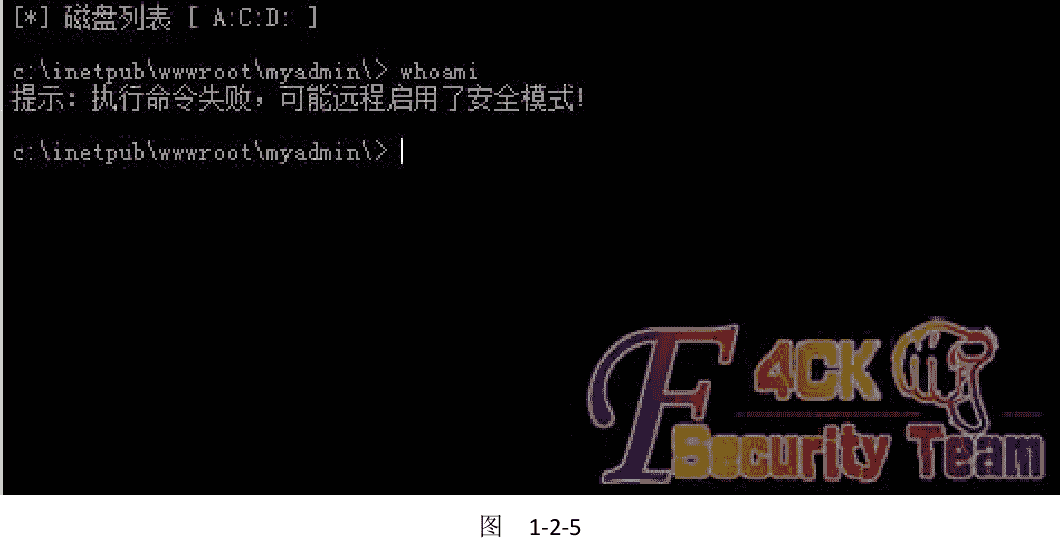 [*] 磁盘列表 [ A:C:D: ]
c:\inetpub\wwwroot\myadmin\> whoami
提示: 执行命令失败,可能远程启用了安全模式!
c:\inetpub\wwwroot\myadmin\>
F4CK
Security Team
图 1-2-5